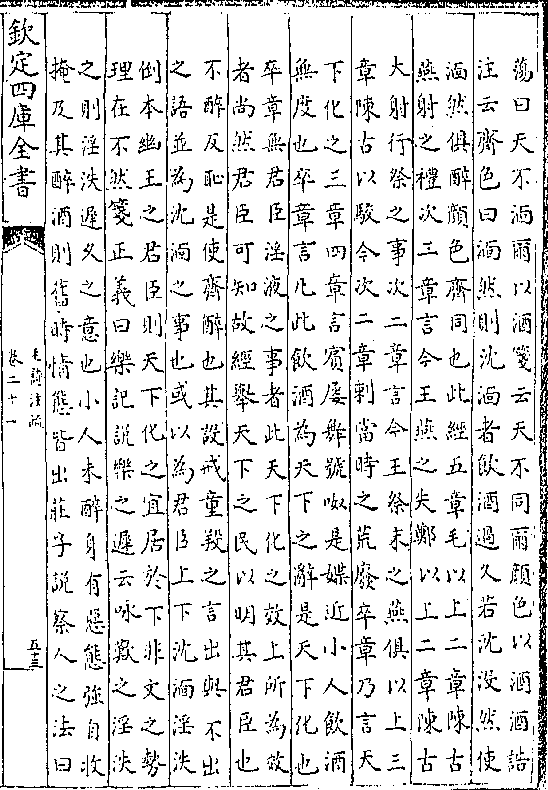 蕩曰天不湎爾以酒箋云天不同爾顔色以酒酒誥
注云齊色曰湎然則沈湎者飲酒過久若沈没然使
湎然俱醉顔色齊同也此經五章毛以上二章陳古
燕射之禮次三章言今王燕之失鄭以上二章陳古
大射行祭之事次二章言今王祭末之燕俱以上三
章陳古以駮今次二章刺當時之荒廢卒章乃言天
下化之三章四章言賓屢舞號呶是媟近小人飲酒
無度也卒章言凡此飲酒為天下之辭是天下化也
卒章無君臣淫液之事者此天下化之效上所為效
者尚然君臣可知故經舉天下之民以明其君臣也
不醉反恥是使齊醉也其設戒童羖之言出與不出
之語並為沈湎之事也或以為君臣上下沈湎淫泆
倒本幽王之君臣則天下化之宜居於下非文之勢
理在不然箋正義曰樂記說樂之遲云咏歎之淫泆
之則淫泆遲久之意也小人未醉身有惡態強自收
掩及其醉酒則舊時情態皆出莊子說察人之法曰
欽定四庫全書
毛詩注疏
卷二十一
五三